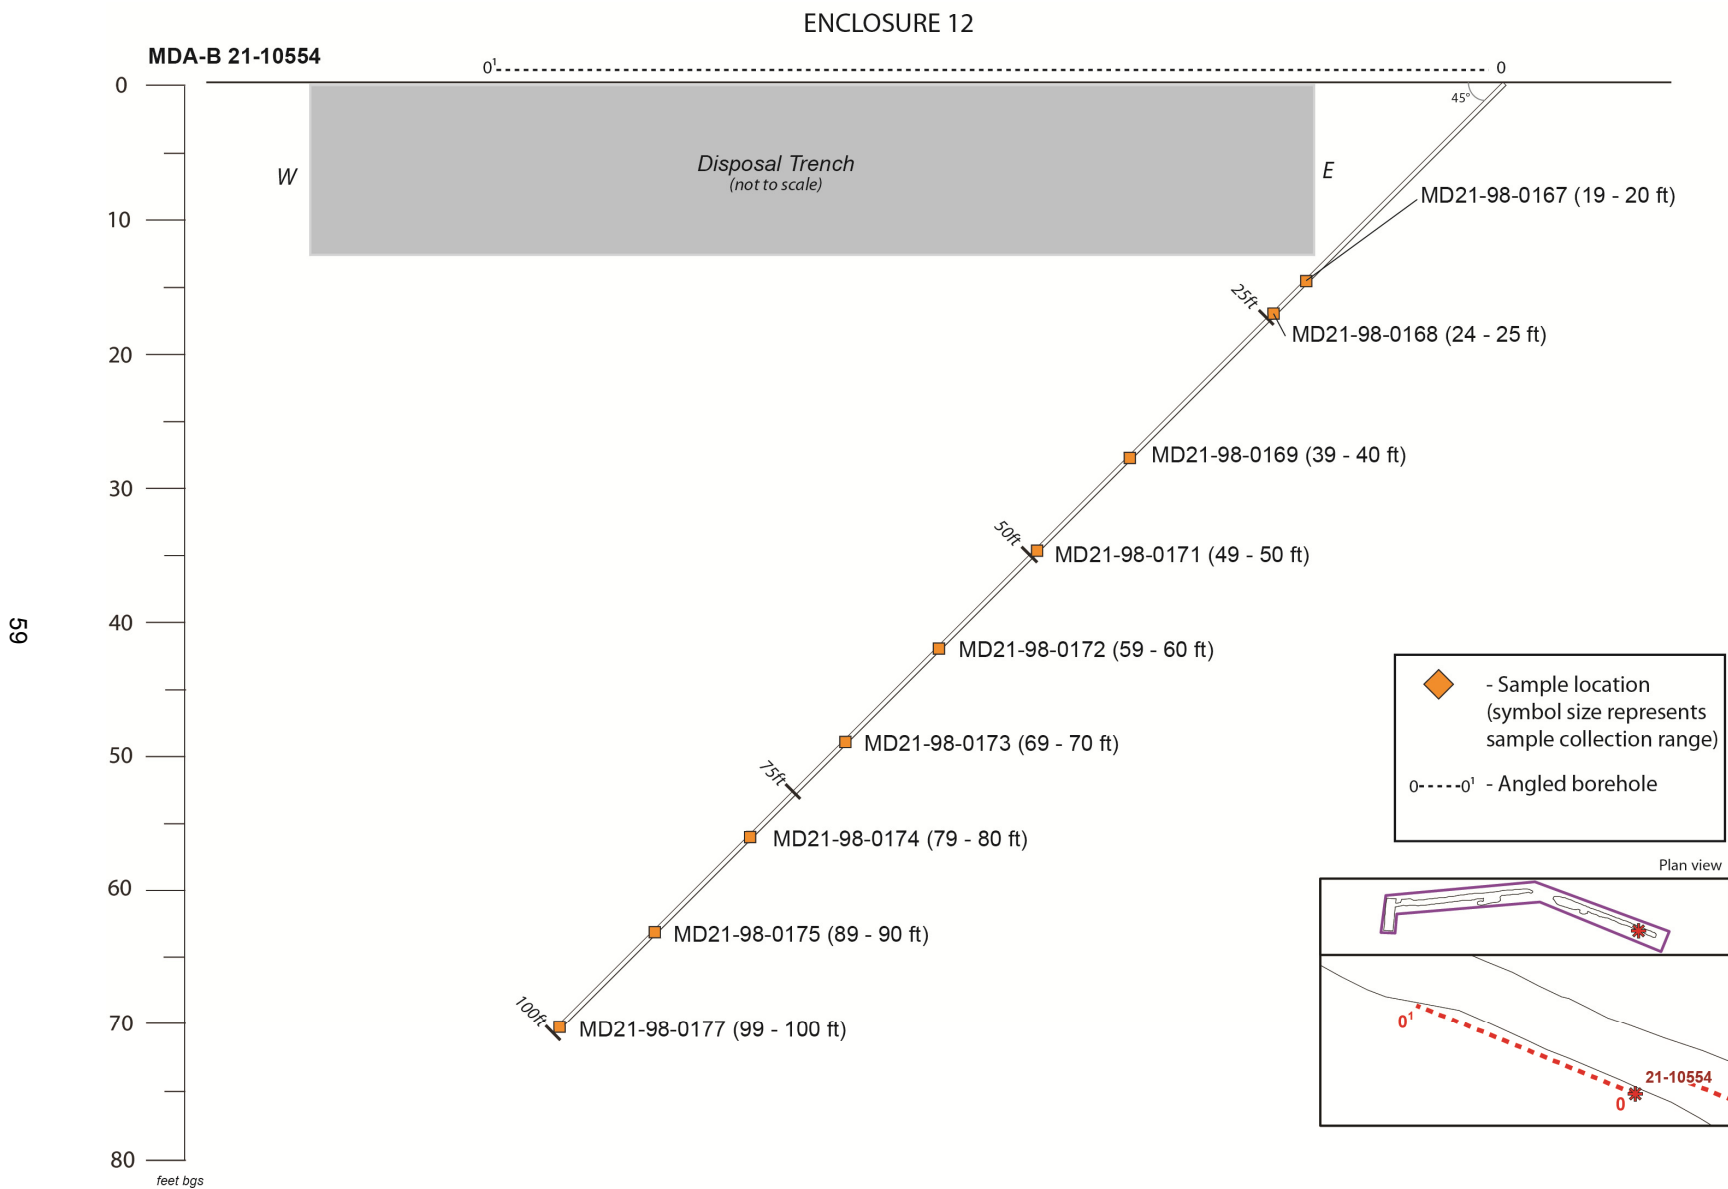 ENCLOSURE 12
MDA-B 21-10554
0¹
0
45°
0
10
20
30
40
50
60
70
80
feet bgs
W
Disposal Trench
(not to scale)
E
MD21-98-0167 (19 - 20 ft)
25ft
MD21-98-0168 (24 - 25 ft)
MD21-98-0169 (39 - 40 ft)
50ft
MD21-98-0171 (49 - 50 ft)
MD21-98-0172 (59 - 60 ft)
MD21-98-0173 (69 - 70 ft)
75ft
MD21-98-0174 (79 - 80 ft)
MD21-98-0175 (89 - 90 ft)
100ft
MD21-98-0177 (99 - 100 ft)
59
- Sample location
(symbol size represents
sample collection range)
0-----0¹ - Angled borehole
Plan view
0¹
21-10554
0